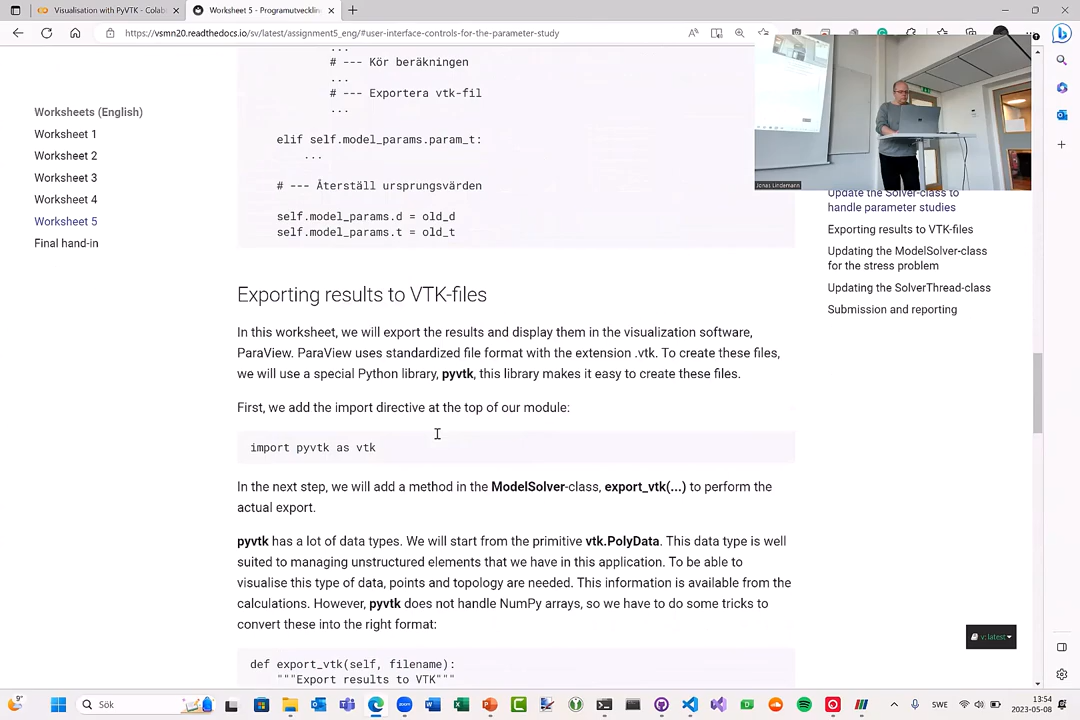 Visualisation with PyVTK - Colab
Worksheet 5 - Programutvecklin
https://vsmn20.readthedocs.io/sv/latest/assignment5_eng/#user-interface-controls-for-the-parameter-study
Jonas Lindemann
Worksheets (English)
Worksheet 1
Worksheet 2
Worksheet 3
Worksheet 4
Worksheet 5
Final hand-in
...
# --- Kör beräkningen
...
# --- Exportera vtk-fil
...
elif self.model_params.param_t:
...
# --- Återställ ursprungsvärden
self.model_params.d = old_d
self.model_params.t = old_t
Exporting results to VTK-files
In this worksheet, we will export the results and display them in the visualization software,
ParaView. ParaView uses standardized file format with the extension .vtk. To create these files,
we will use a special Python library, pyvtk, this library makes it easy to create these files.
First, we add the import directive at the top of our module:
import pyvtk as vtk
In the next step, we will add a method in the ModelSolver-class, export_vtk(...) to perform the
actual export.
pyvtk has a lot of data types. We will start from the primitive vtk.PolyData. This data type is well
suited to managing unstructured elements that we have in this application. To be able to
visualise this type of data, points and topology are needed. This information is available from the
calculations. However, pyvtk does not handle NumPy arrays, so we have to do some tricks to
convert these into the right format:
def export_vtk(self, filename):
"""Export results to VTK"""
Update the Solver-class to
handle parameter studies
Exporting results to VTK-files
Updating the ModelSolver-class
for the stress problem
Updating the SolverThread-class
Submission and reporting
v: latest
Sök
SWE
13:54
2023-05-08